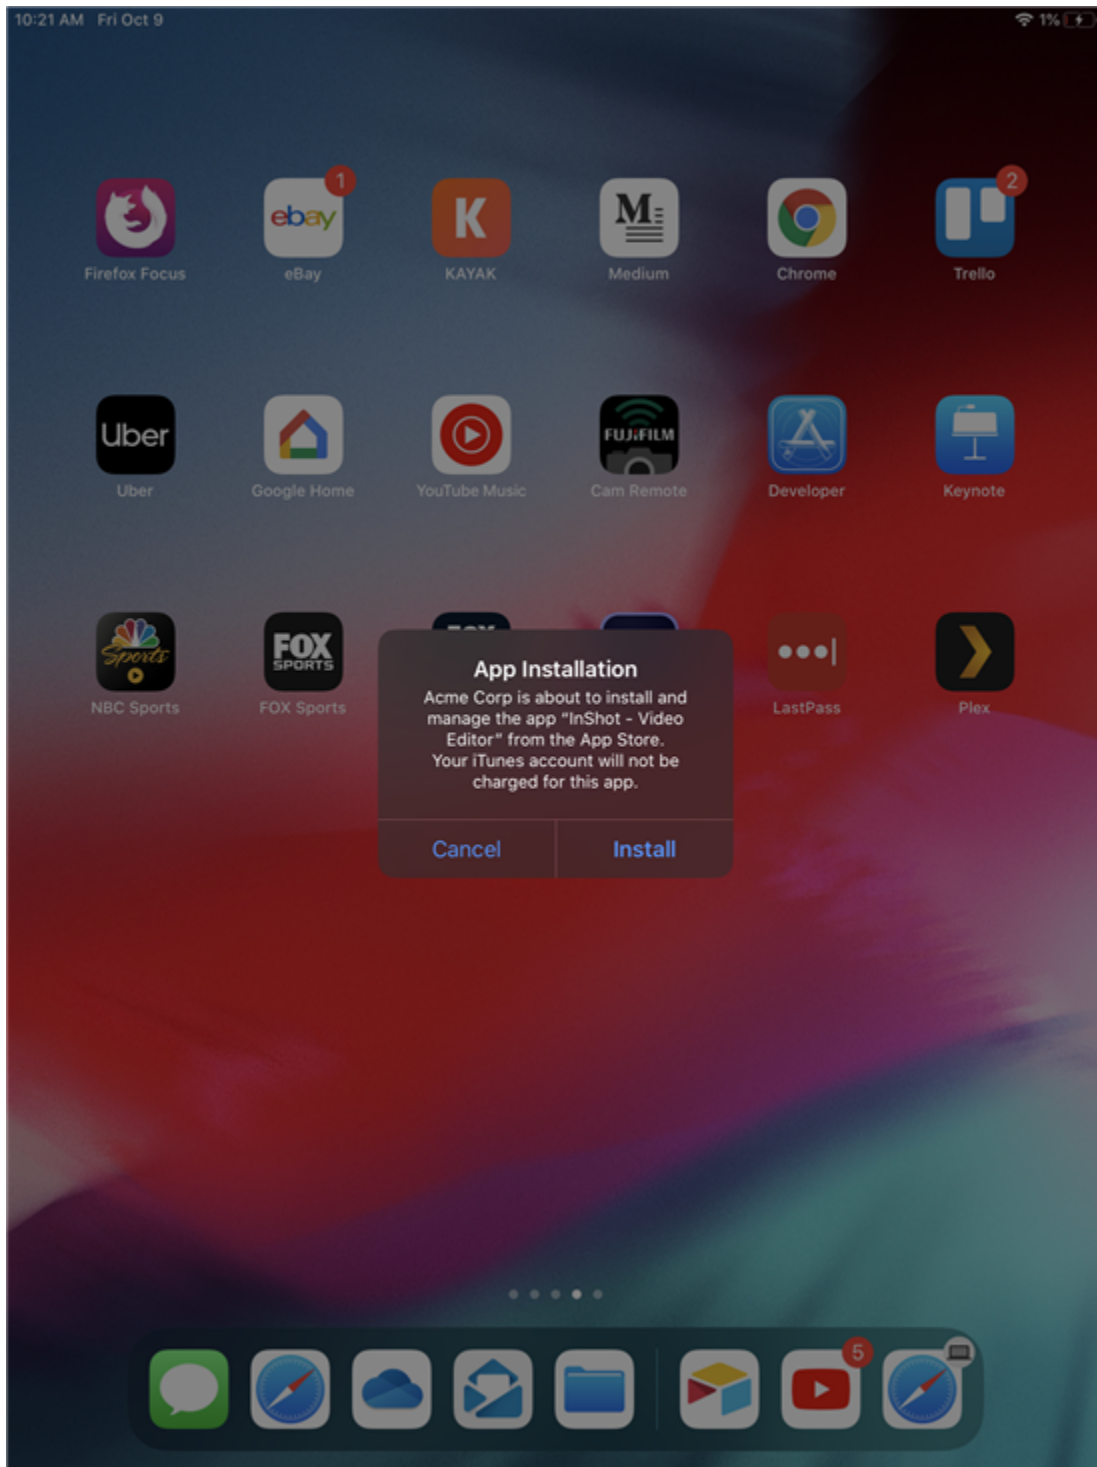 10:21 AM Fri Oct 9
1%
1
2
ebay
K
M
Firefox Focus
eBay
KAYAK
Medium
Chrome
Trello
Uber
FUJIFILM
Uber
Google Home
YouTube Music
Cam Remote
Developer
Keynote
Sports
FOX
SPORTS
NBC Sports
FOX Sports
LastPass
Plex
App Installation
Acme Corp is about to install and
manage the app “InShot - Video
Editor” from the App Store.
Your iTunes account will not be
charged for this app.
Cancel
Install
5